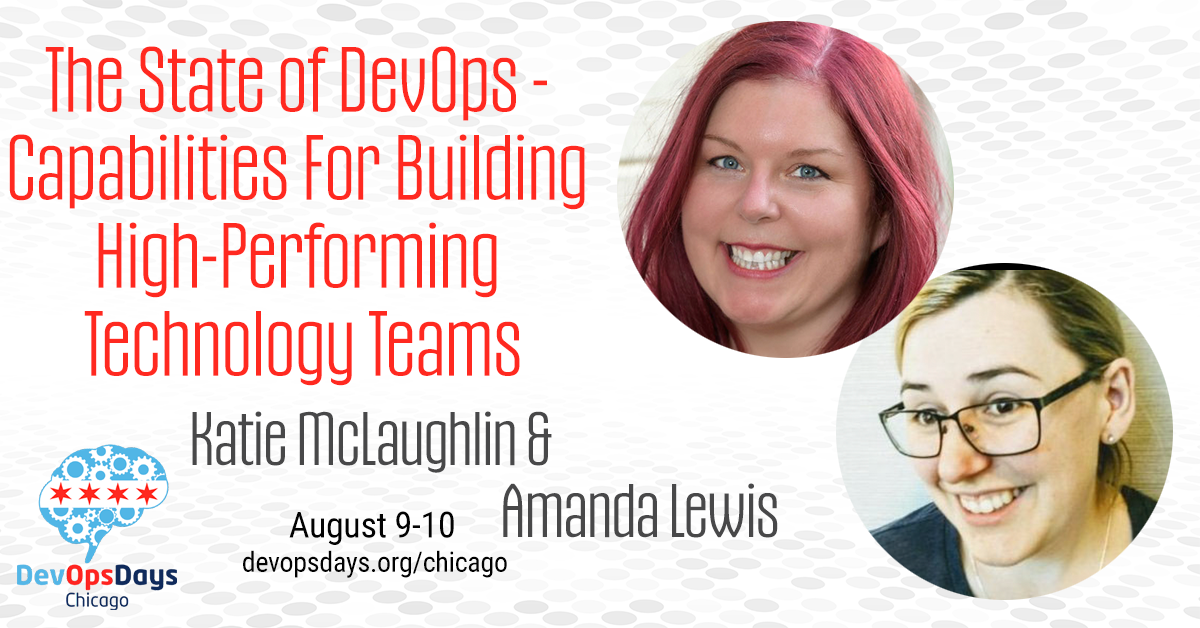 The State of DevOps -
Capabilities For Building
High-Performing
Technology Teams
Katie McLaughlin &
Amanda Lewis
August 9-10
devopsdays.org/chicago
DevOpsDays
Chicago